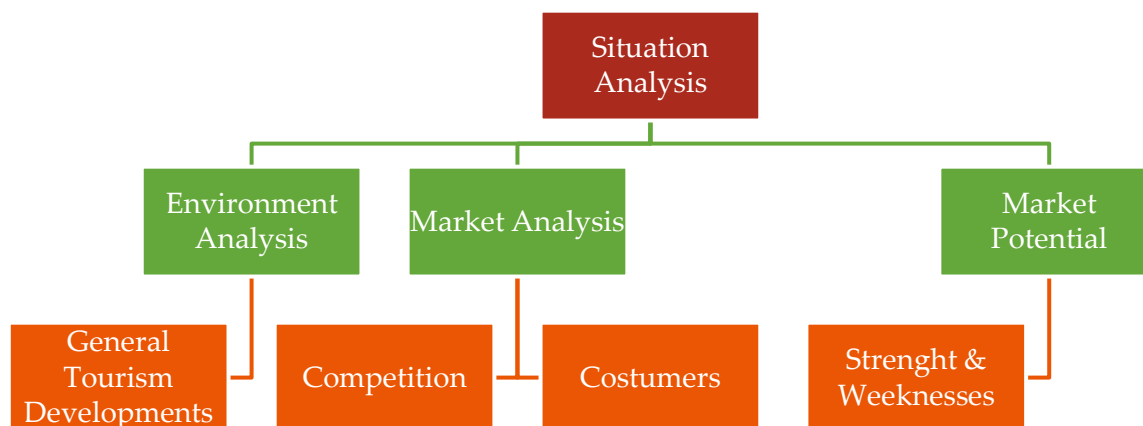 Situation
Analysis
Environment
Analysis
Market Analysis
Market
Potential
General
Tourism
Developments
Competition
Costumers
Strenght &
Weeknesses